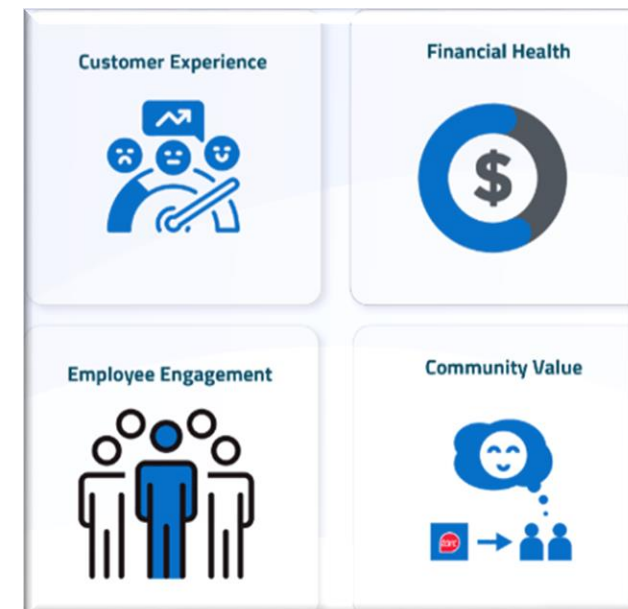 Customer Experience
Financial Health
$
Employee Engagement
Community Value